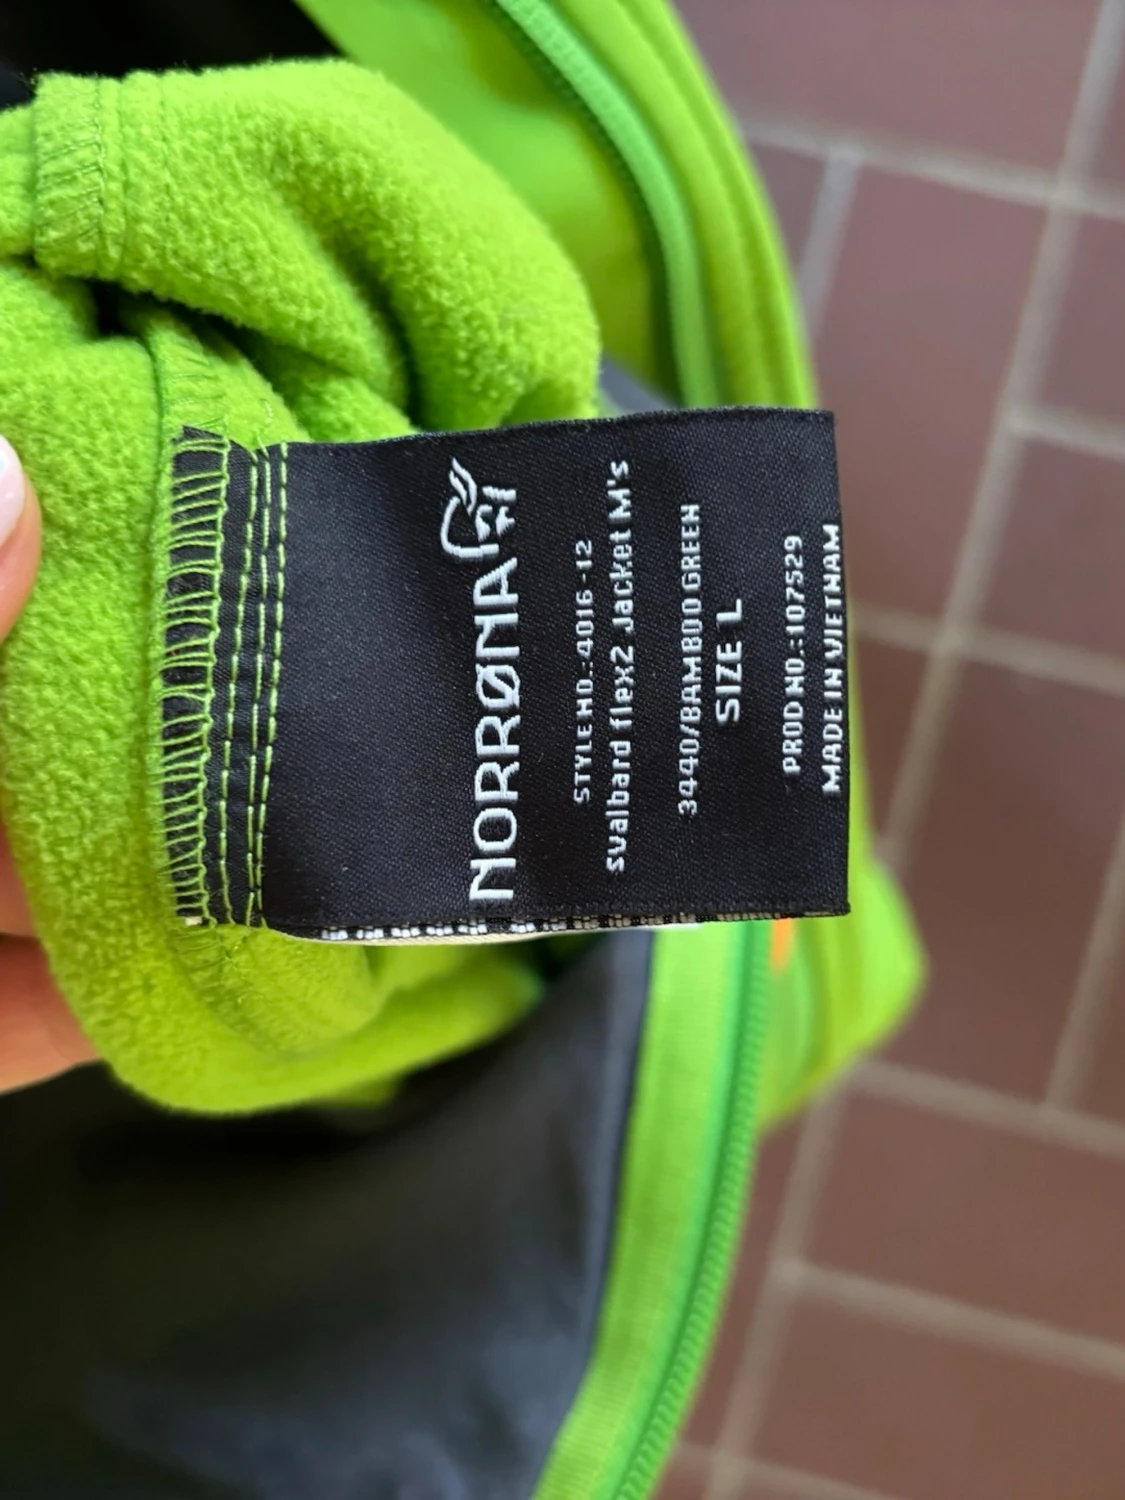 NORRØNA
STYLE NO.:4016-12
svalbard flex2 Jacket M's
3440/BAMBOO GREEN
SIZE L
PROD NO.:107529
MADE IN VIETNAM